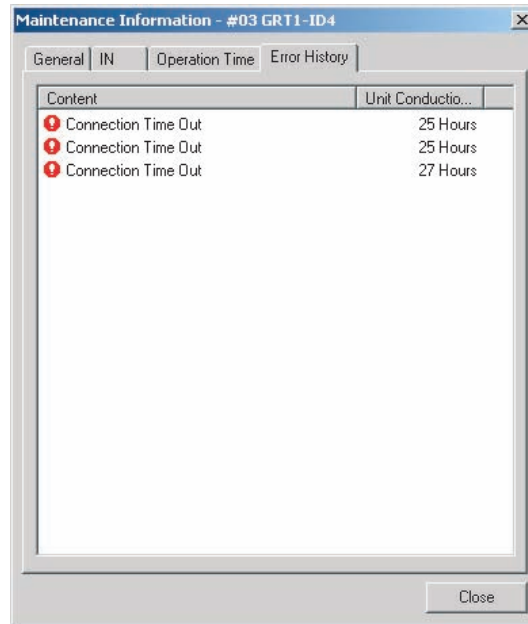 Maintenance Information - #03 GRT1-ID4
General IN Operation Time Error History
Content Unit Conductio...
Connection Time Out 25 Hours
Connection Time Out 25 Hours
Connection Time Out 27 Hours
Close